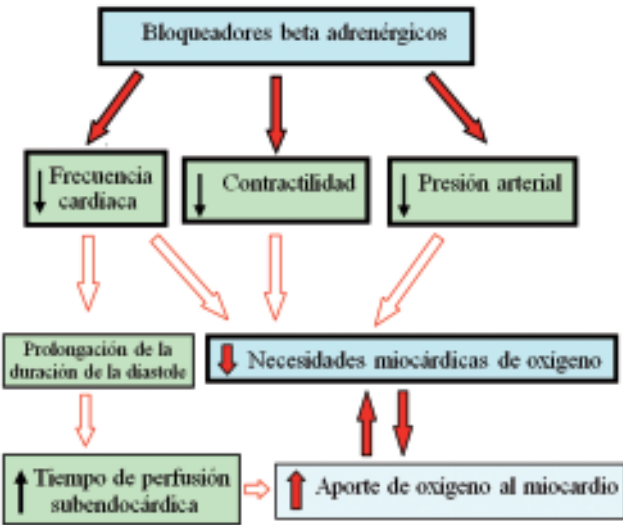 Bloqueadores beta adrenérgicos
Frecuencia
cardiaca
Contractilidad
Presión arterial
Prolongación de la
duración de la diastole
Necesidades miocárdicas de oxigeno
Tiempo de perfusión
subendocárdica
Aporte de oxigeno al miocardio